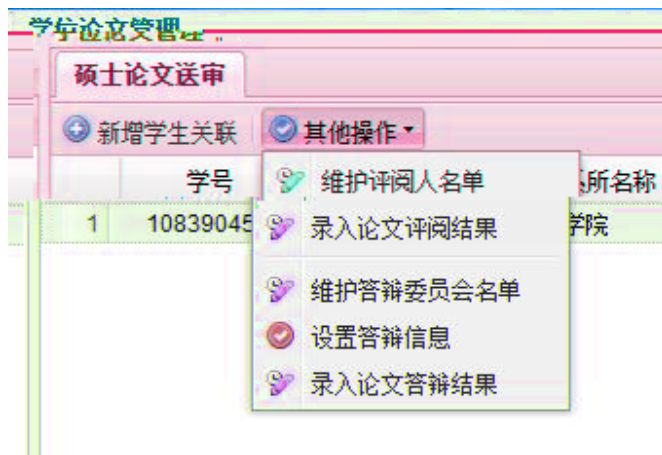 学位论文管理
硕士论文送审
新增学生关联 其他操作
学号 所名称
维护评阅人名单
1 10839045 学院
录入论文评阅结果
维护答辩委员会名单
设置答辩信息
录入论文答辩结果